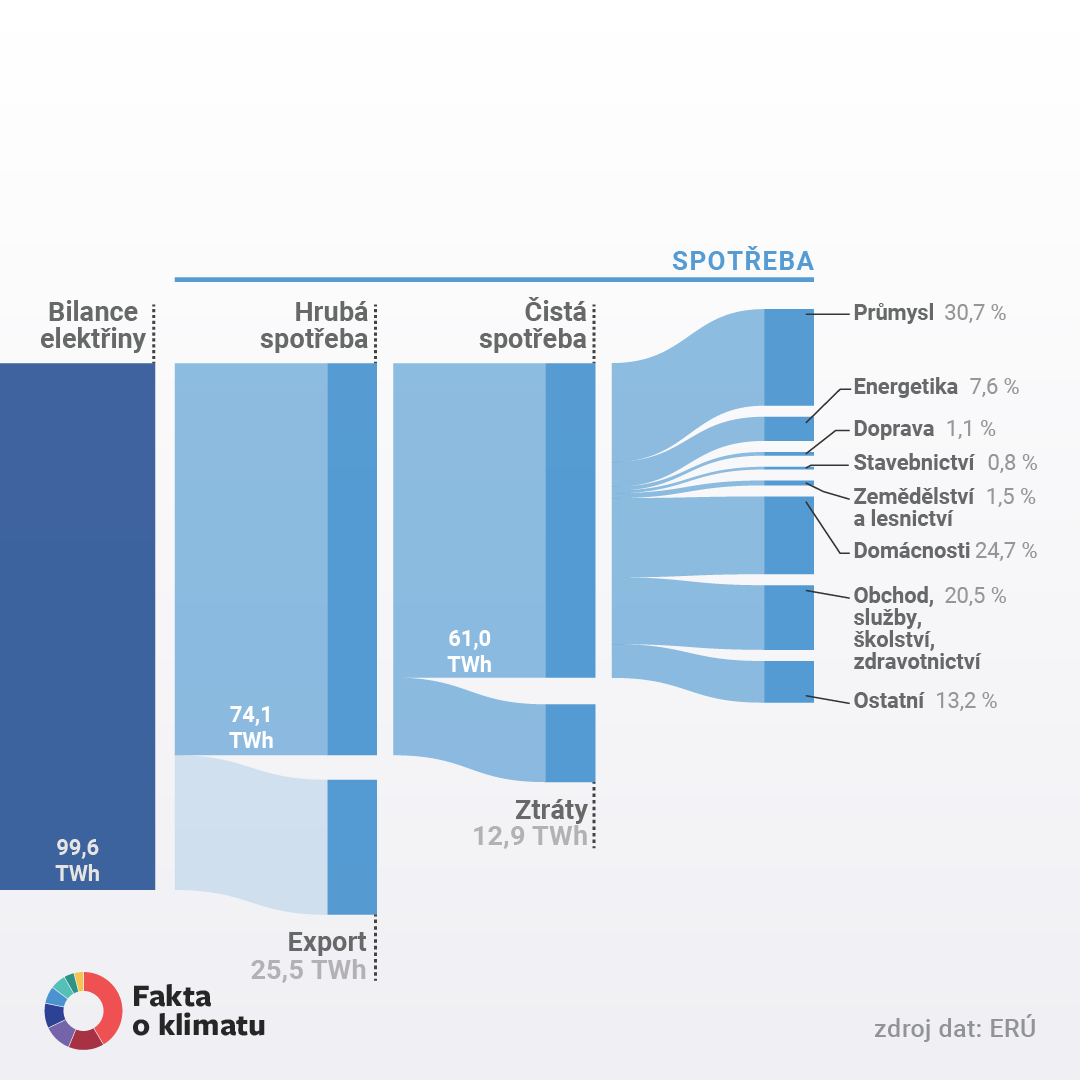 SPOTŘEBA
Bilance
elektřiny
Hrubá
spotřeba
Čistá
spotřeba
Průmysl 30,7 %
Energetika 7,6 %
Doprava 1,1 %
Stavebnictví 0,8 %
Zemědělství 1,5 %
a lesnictví
Domácnosti 24,7 %
Obchod, 20,5 %
služby,
školství,
zdravotnictví
Ostatní 13,2 %
61,0
TWh
74,1
TWh
99,6
TWh
Ztráty
12,9 TWh
Export
25,5 TWh
Fakta
o klimatu
zdroj dat: ERÚ